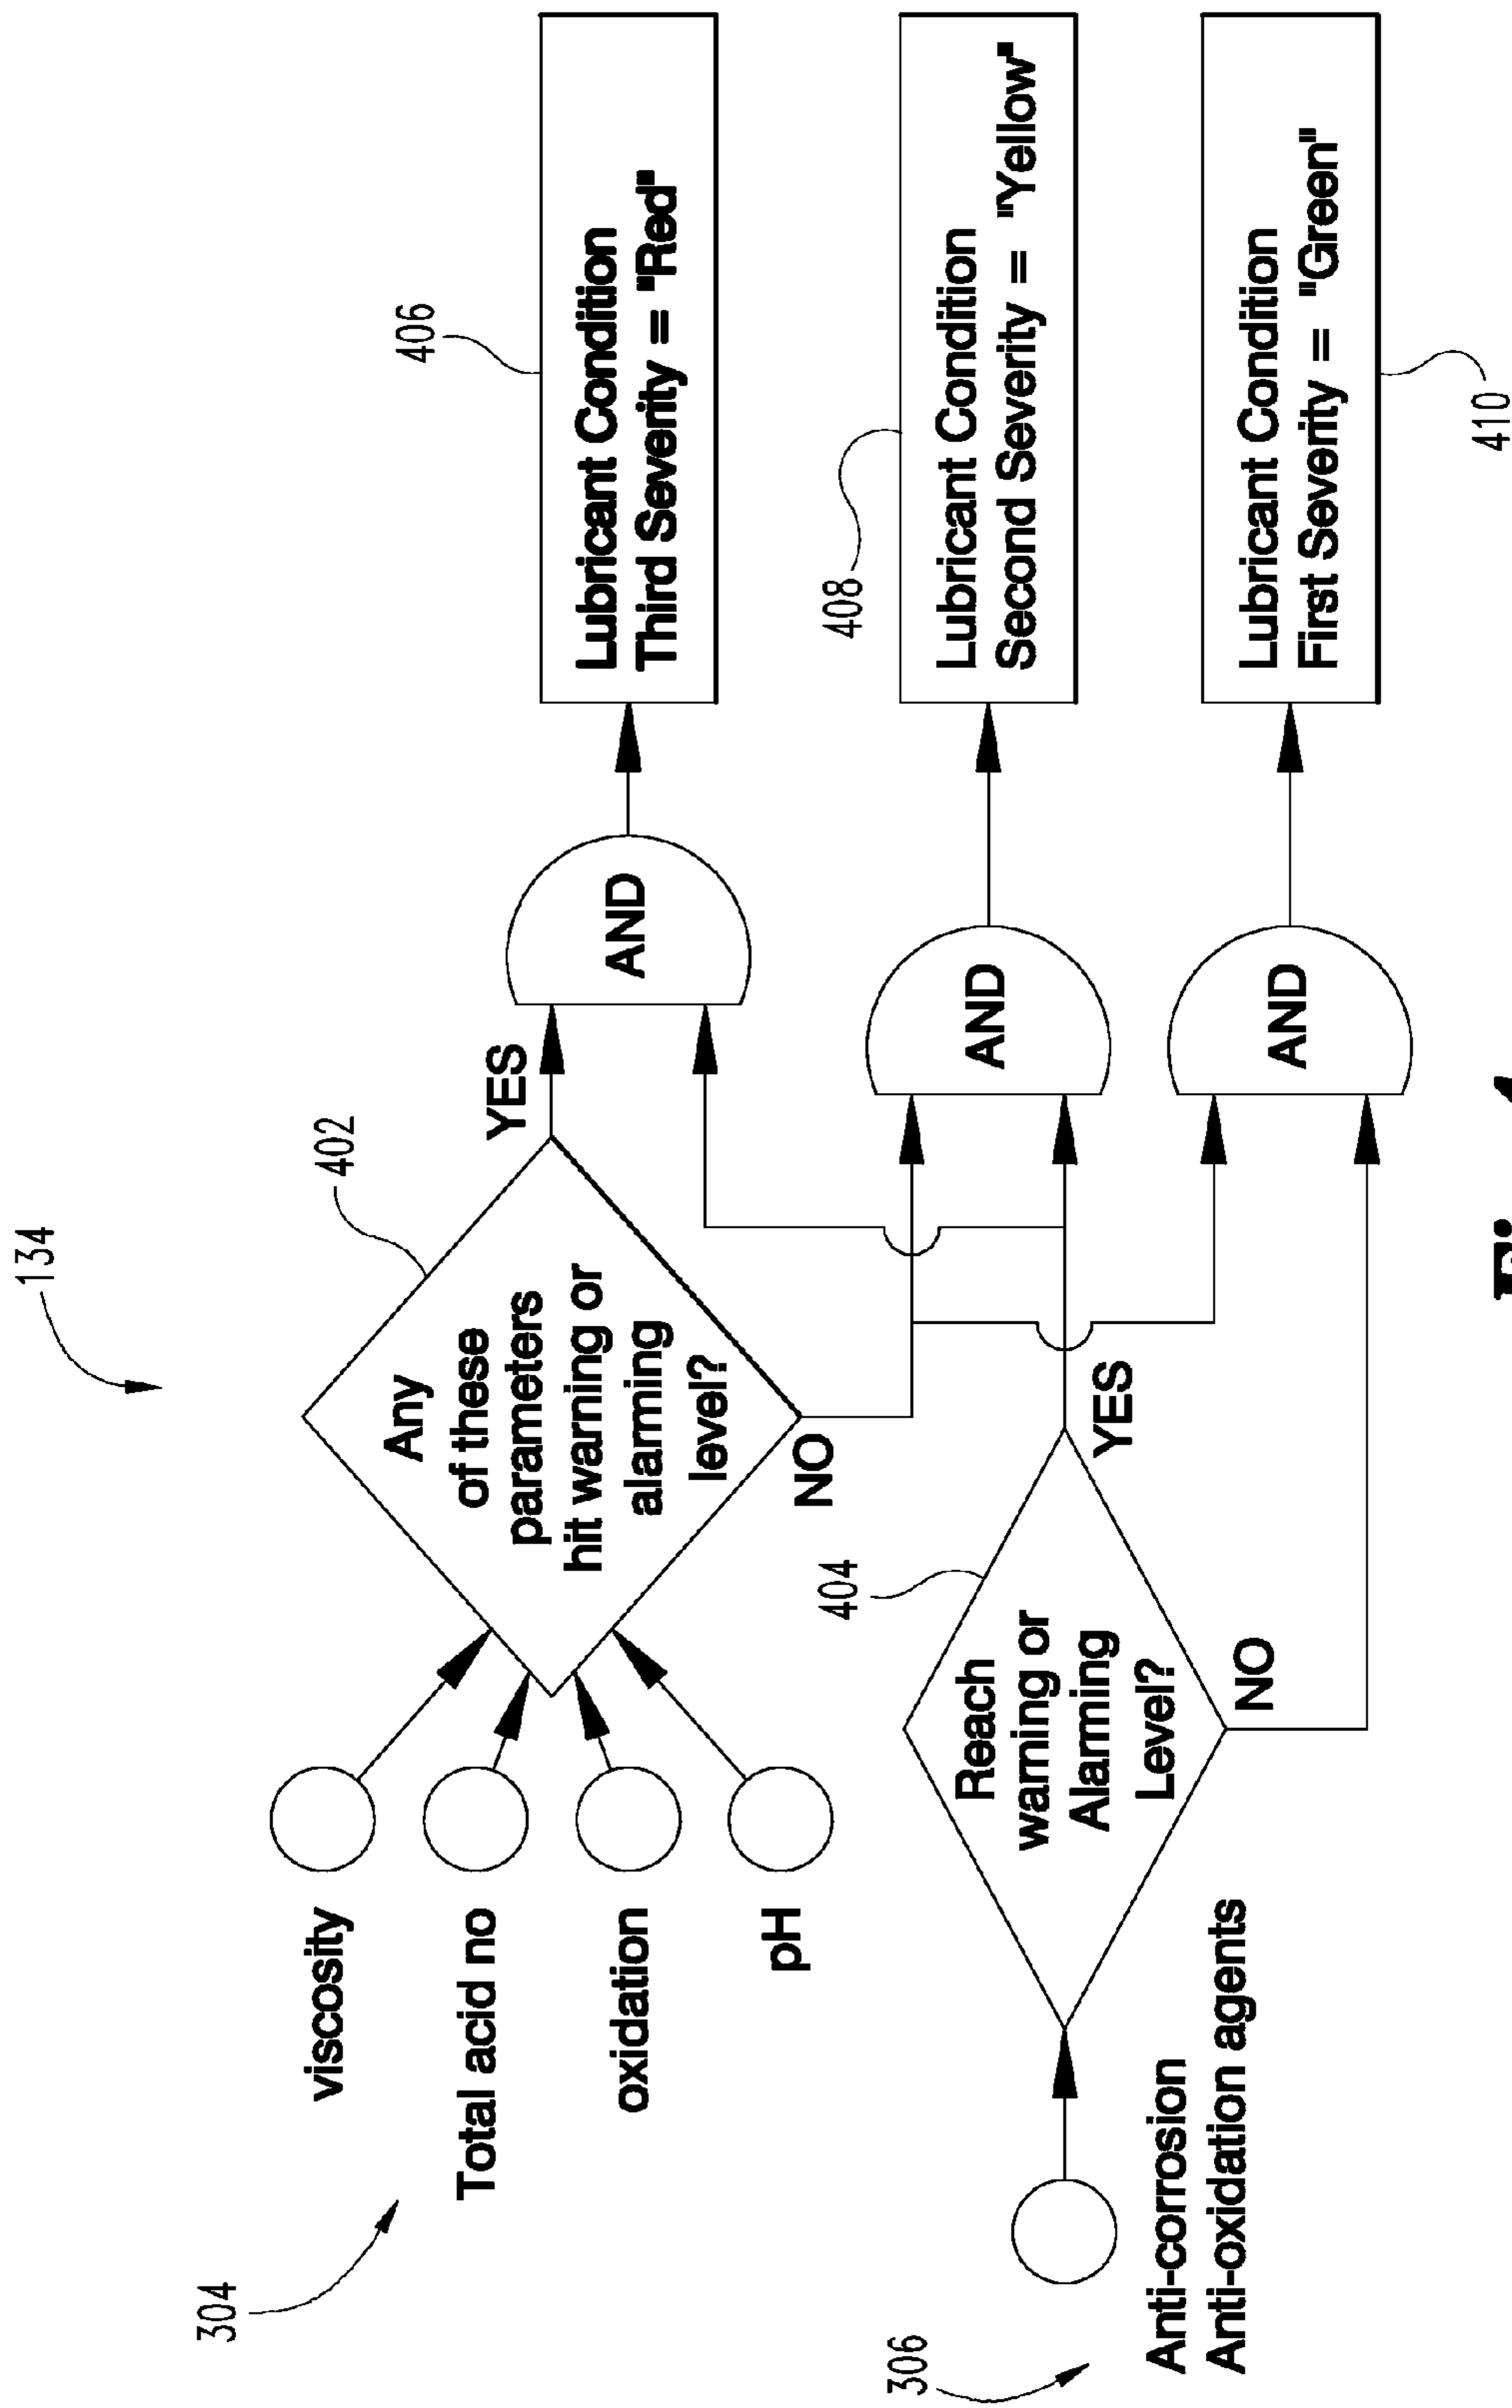 134
304
viscosity
Total acid no
oxidation
pH
402
Any
of these
parameters
hit warning or
alarming
level?
YES
NO
AND
406
Lubricant Condition
Third Severity = "Red"
306
Anti-corrosion
Anti-oxidation agents
404
Reach
warning or
Alarming
Level?
YES
NO
AND
408
Lubricant Condition
Second Severity = "Yellow"
AND
Lubricant Condition
First Severity = "Green"
410